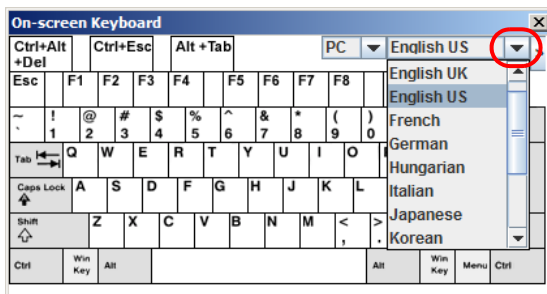 On-screen Keyboard
Ctrl+Alt +Del Ctrl+Esc Alt +Tab PC English US
English UK
English US
French
German
Hungarian
Italian
Japanese
Korean
Esc F1 F2 F3 F4 F5 F6 F7 F8
~ ! @ # $ % ^ & * ( )
` 1 2 3 4 5 6 7 8 9 0
Tab Q W E R T Y U I O
Caps Lock A S D F G H J K L
Shift Z X C V B N M < >
, .
Ctrl Win Key Alt Alt Win Key Menu Ctrl